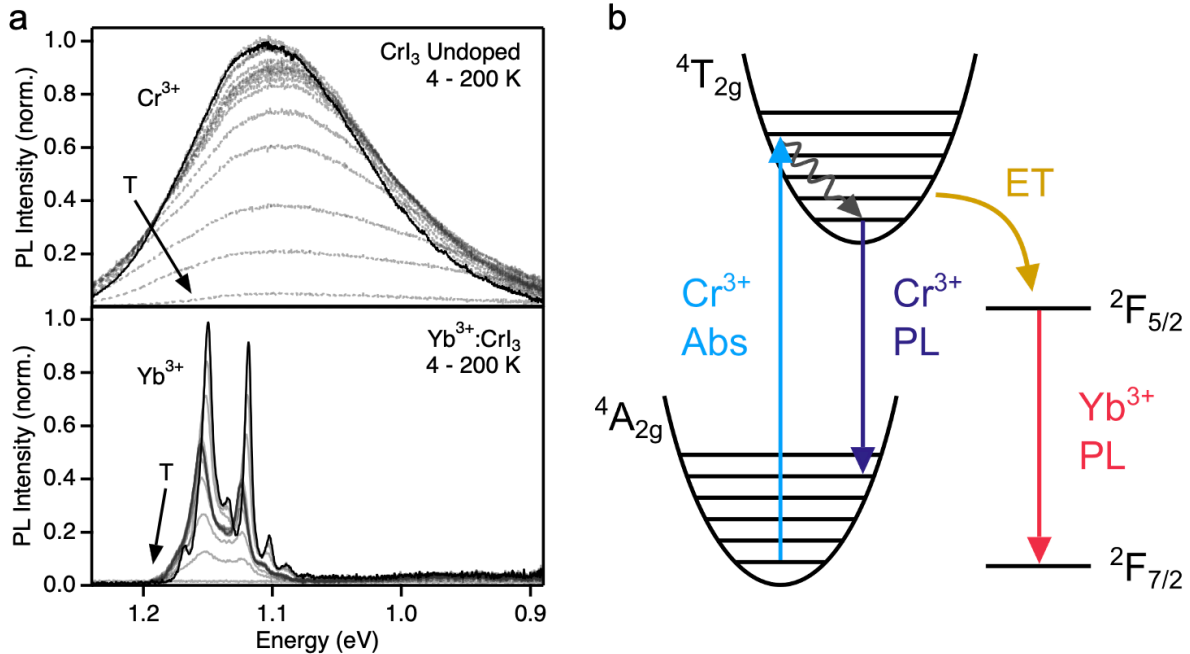 a
PL Intensity (norm.)
1.0
0.8
0.6
0.4
0.2
CrI₃ Undoped
4 - 200 K
Cr³⁺
T
PL Intensity (norm.)
1.0
0.8
0.6
0.4
0.2
0.0
Yb³⁺:CrI₃
4 - 200 K
Yb³⁺
T
1.2
1.1
1.0
0.9
Energy (eV)
b
⁴T₂g
ET
Cr³⁺
Abs
Cr³⁺
PL
²F₅/₂
⁴A₂g
Yb³⁺
PL
²F₇/₂